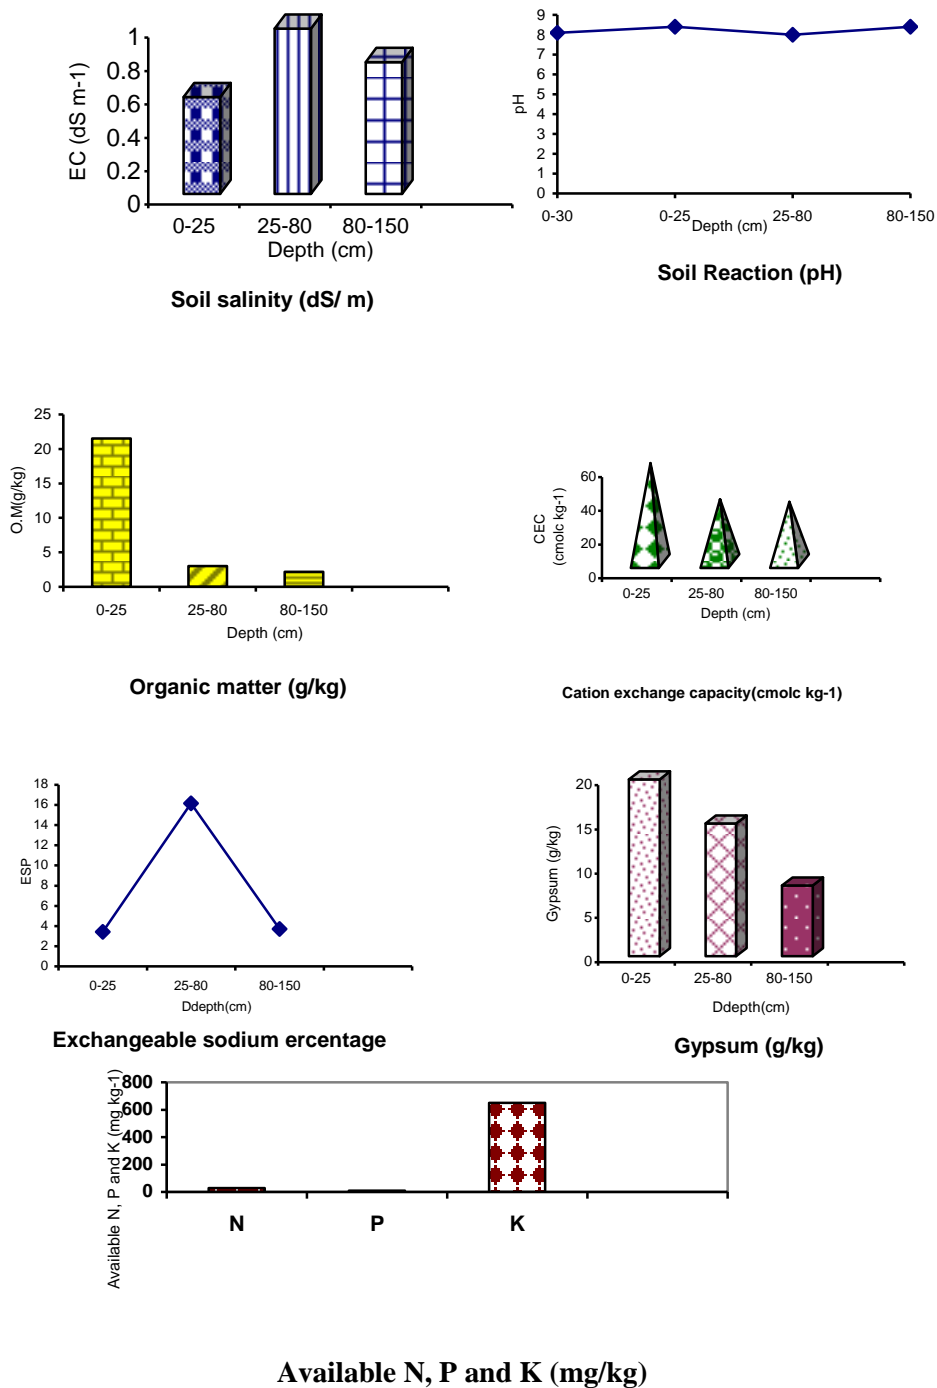 1
0.8
0.6
0.4
0.2
0
EC (dS m-1)
0-25 25-80 80-150
Depth (cm)
Soil salinity (dS/ m)
9
8
7
6
5
4
3
2
1
0
pH
0-30 0-25 25-80 80-150
Depth (cm)
Soil Reaction (pH)
25
20
15
10
5
0
O.M(g/kg)
0-25 25-80 80-150
Depth (cm)
Organic matter (g/kg)
60
40
20
0
CEC
(cmolc kg-1)
0-25 25-80 80-150
Depth (cm)
Cation exchange capacity(cmolc kg-1)
18
16
14
12
10
8
6
4
2
0
ESP
0-25 25-80 80-150
Ddepth(cm)
Exchangeable sodium ercentage
20
15
10
5
0
Gypsum (g/kg)
0-25 25-80 80-150
Ddepth(cm)
Gypsum (g/kg)
800
600
400
200
0
Available N, P and K (mg kg-1)
N P K
Available N, P and K (mg/kg)